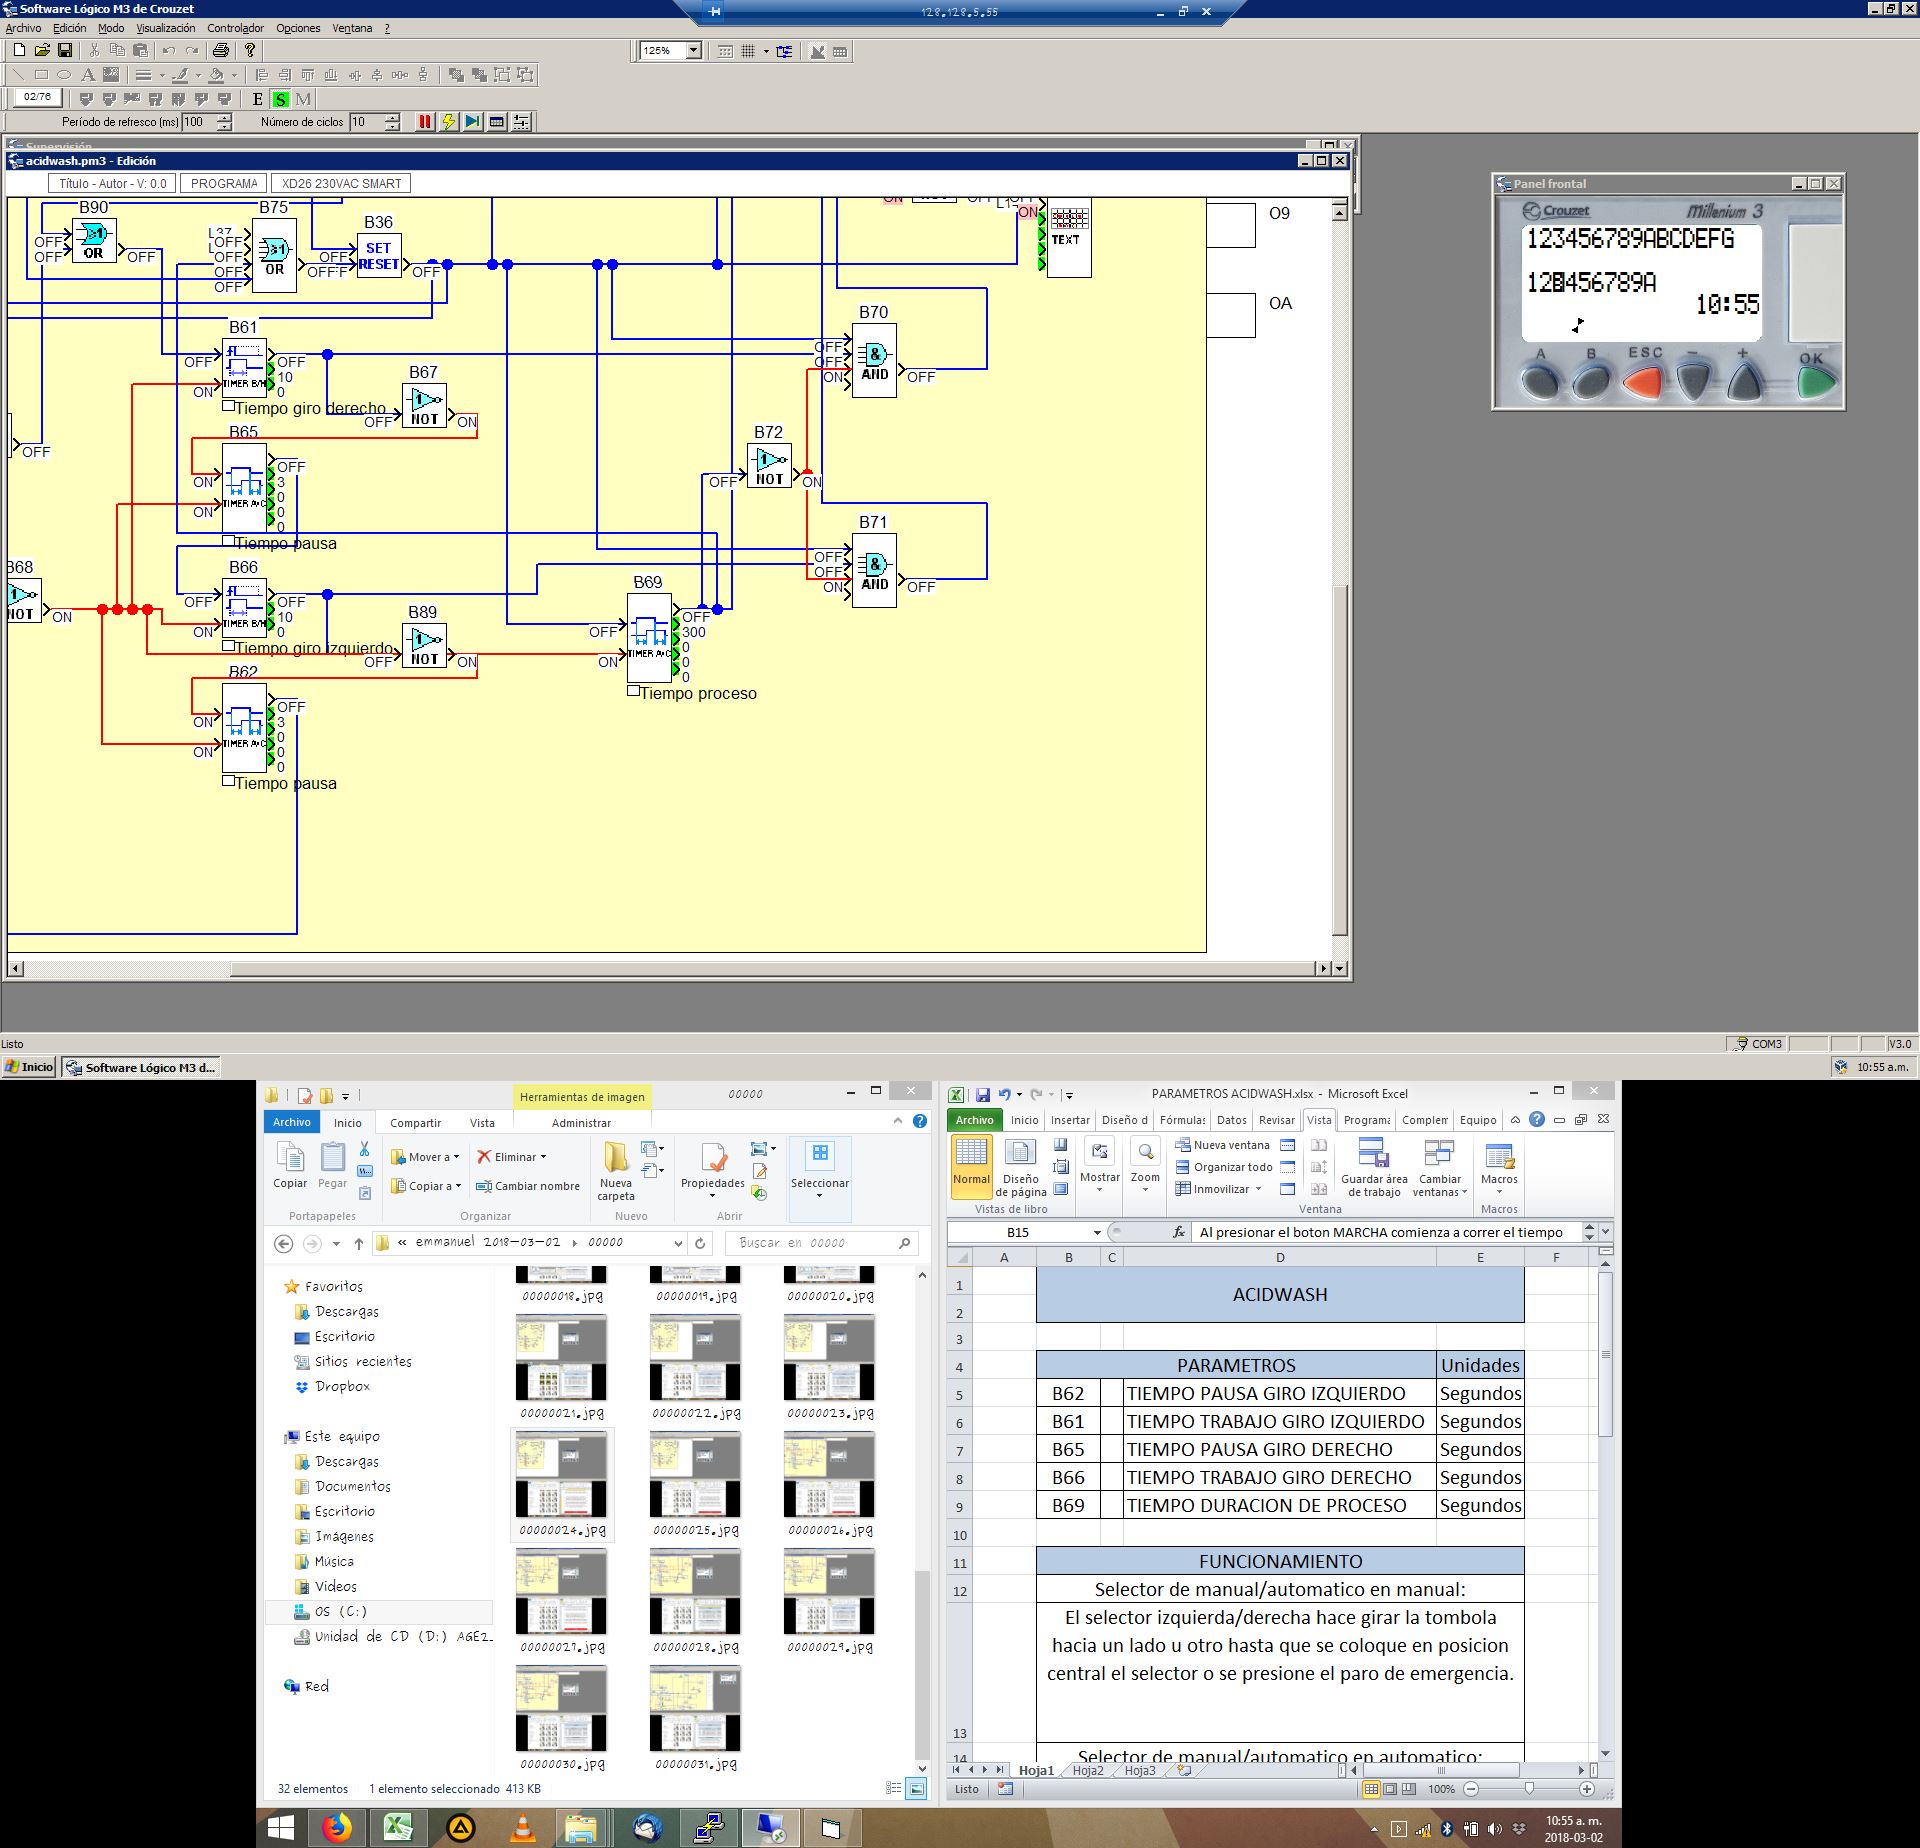 Software Lógico M3 de Crouzet
128.128.5.55
Archivo Edición Modo Visualización Controlador Opciones Ventana ?
125%
02/76
E S M
Período de refresco (ms) 100 Número de ciclos 10
Supervisión
acidwash.pm3 - Edición
Título - Autor - V: 0.0 PROGRAMA XD26 230VAC SMART
B90
OFF
OFF
OR
OFF
B75
OFF
OFF
OFF
OFF
OR
OFF
B36
OFF
OFF
SET
RESET
OFF
ON
ON
TEXT
O9
OA
B61
OFF
ON
TIMER B/H
OFF
10
0
Tiempo giro derecho
B67
OFF
NOT
ON
B65
ON
ON
TIMER A/C
OFF
3
0
0
0
Tiempo pausa
B68
NOT
ON
OFF
B66
OFF
ON
TIMER B/H
OFF
10
0
Tiempo giro izquierdo
B89
OFF
NOT
ON
B62
ON
ON
TIMER A/C
OFF
3
0
0
0
Tiempo pausa
B69
OFF
ON
TIMER A/C
OFF
300
0
0
0
Tiempo proceso
B72
OFF
NOT
ON
B70
OFF
OFF
ON
&
AND
OFF
B71
OFF
OFF
ON
&
AND
OFF
Panel frontal
Crouzet Millenium 3
123456789ABCDEFG
10:55
A B ESC - + OK
Listo
COM3
V3.0
Inicio Software Lógico M3 d...
10:55 a.m.
Herramientas de imagen 00000
Archivo Inicio Compartir Vista Administrar
Copiar Pegar
Mover a
Copiar a
Eliminar
Cambiar nombre
Nueva carpeta
Propiedades
Seleccionar
Portapapeles Organizar Nuevo Abrir
« emmanuel 2018-03-02 00000
Buscar en 00000
Favoritos
Descargas
Escritorio
Sitios recientes
Dropbox
Este equipo
Descargas
Documentos
Escritorio
Imágenes
Música
Videos
OS (C:)
Unidad de CD (D:) AGE2_
Red
00000018.jpg 00000019.jpg 00000020.jpg
00000021.jpg 00000022.jpg 00000023.jpg
00000024.jpg 00000025.jpg 00000026.jpg
00000027.jpg 00000028.jpg 00000029.jpg
00000030.jpg 00000031.jpg
32 elementos 1 elemento seleccionado 413 KB
PARAMETROS ACIDWASH.xlsx - Microsoft Excel
Archivo Inicio Insertar Diseño d Fórmulas Datos Revisar Vista Programa Complem Equipo
Normal
Diseño de página
Mostrar
Zoom
Nueva ventana
Organizar todo
Inmovilizar
Guardar área de trabajo
Cambiar ventanas
Macros
Vistas de libro Ventana Macros
B15 fx Al presionar el boton MARCHA comienza a correr el tiempo
A B C D E F
1
2
3
4
5
6
7
8
9
10
11
12
13
14
ACIDWASH
PARAMETROS Unidades
B62 TIEMPO PAUSA GIRO IZQUIERDO Segundos
B61 TIEMPO TRABAJO GIRO IZQUIERDO Segundos
B65 TIEMPO PAUSA GIRO DERECHO Segundos
B66 TIEMPO TRABAJO GIRO DERECHO Segundos
B69 TIEMPO DURACION DE PROCESO Segundos
FUNCIONAMIENTO
Selector de manual/automatico en manual:
El selector izquierda/derecha hace girar la tombola
hacia un lado u otro hasta que se coloque en posicion
central el selector o se presione el paro de emergencia.
Selector de manual/automatico en automatico:
Hoja1 Hoja2 Hoja3
Listo 100%
10:55 a. m.
2018-03-02